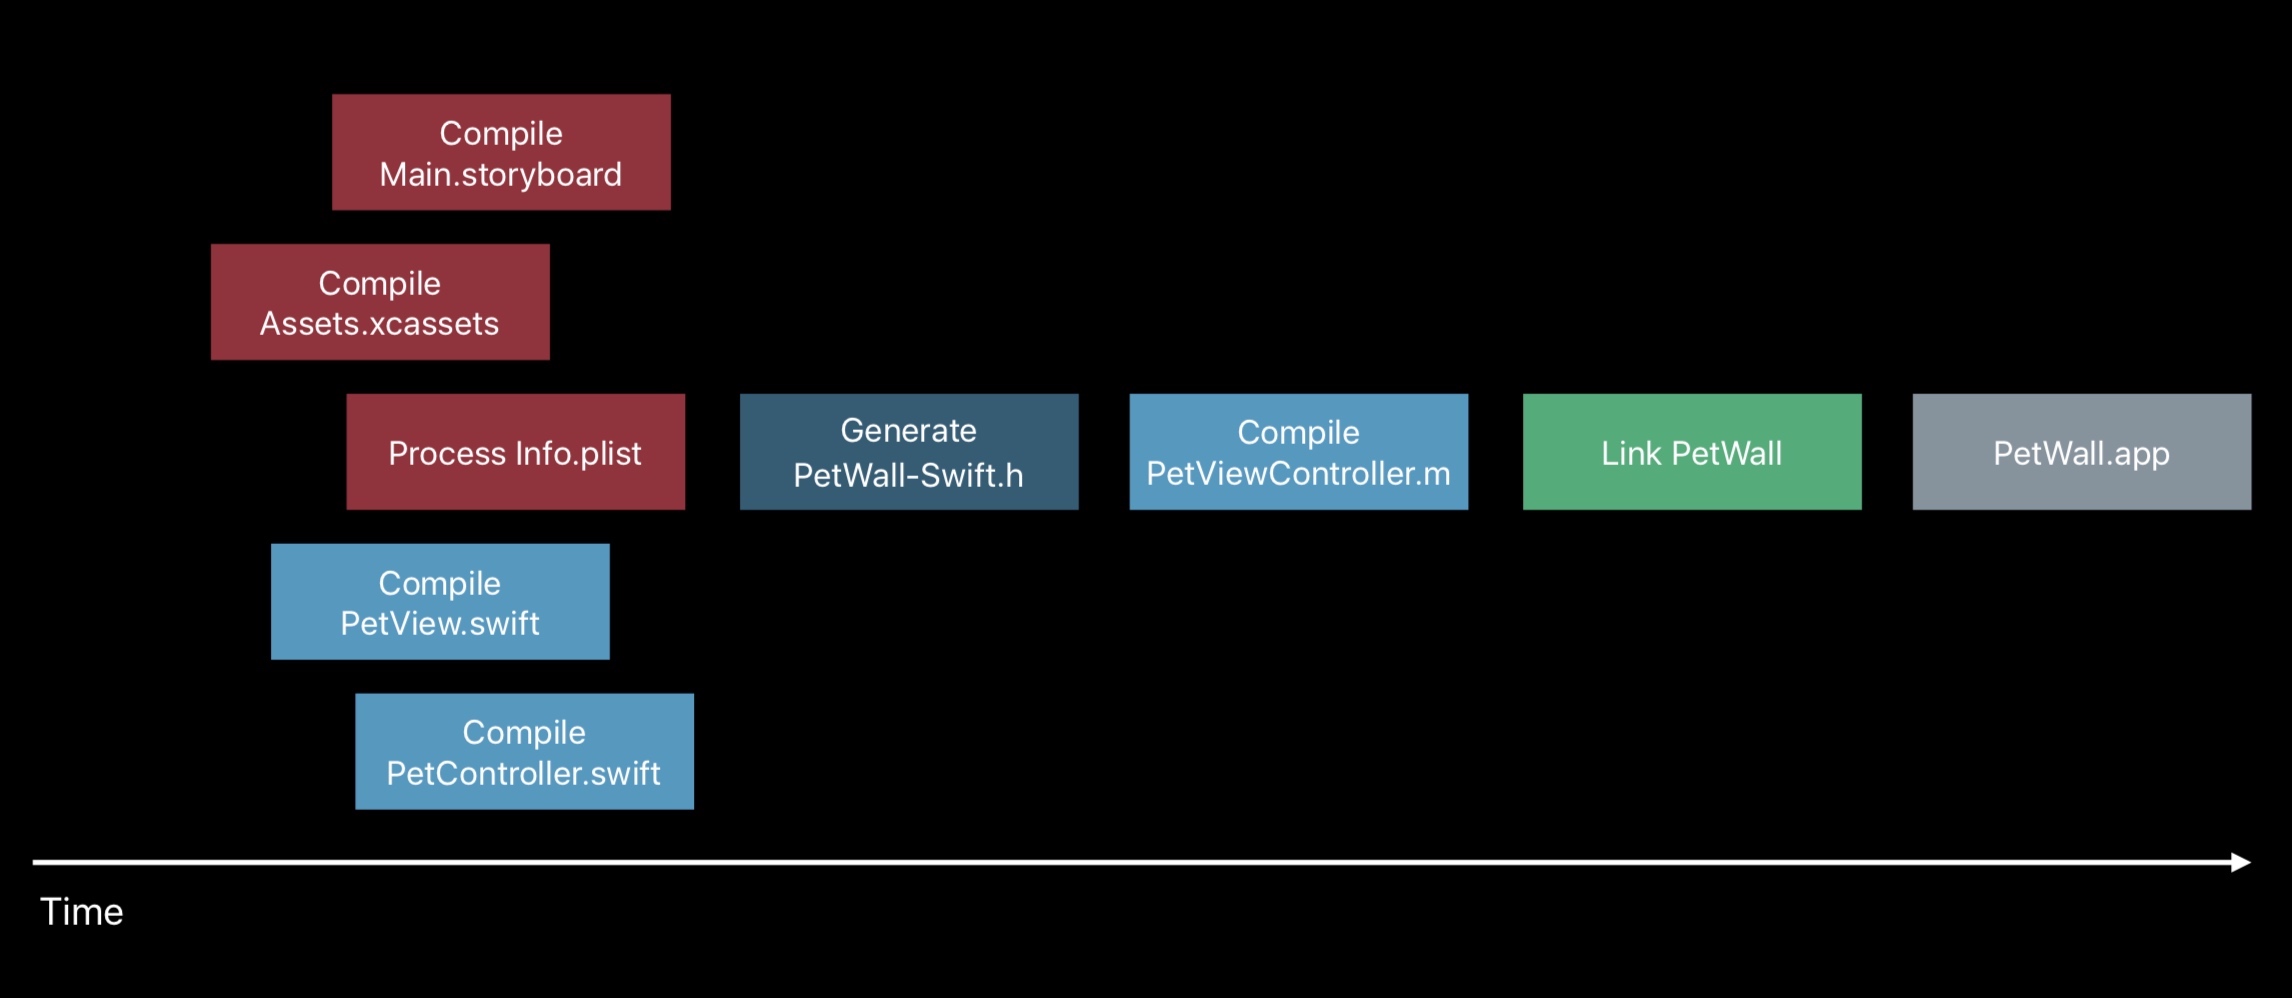 Compile
Main.storyboard
Compile
Assets.xcassets
Process Info.plist
Generate
PetWall-Swift.h
Compile
PetViewController.m
Link PetWall
PetWall.app
Compile
PetView.swift
Compile
PetController.swift
Time